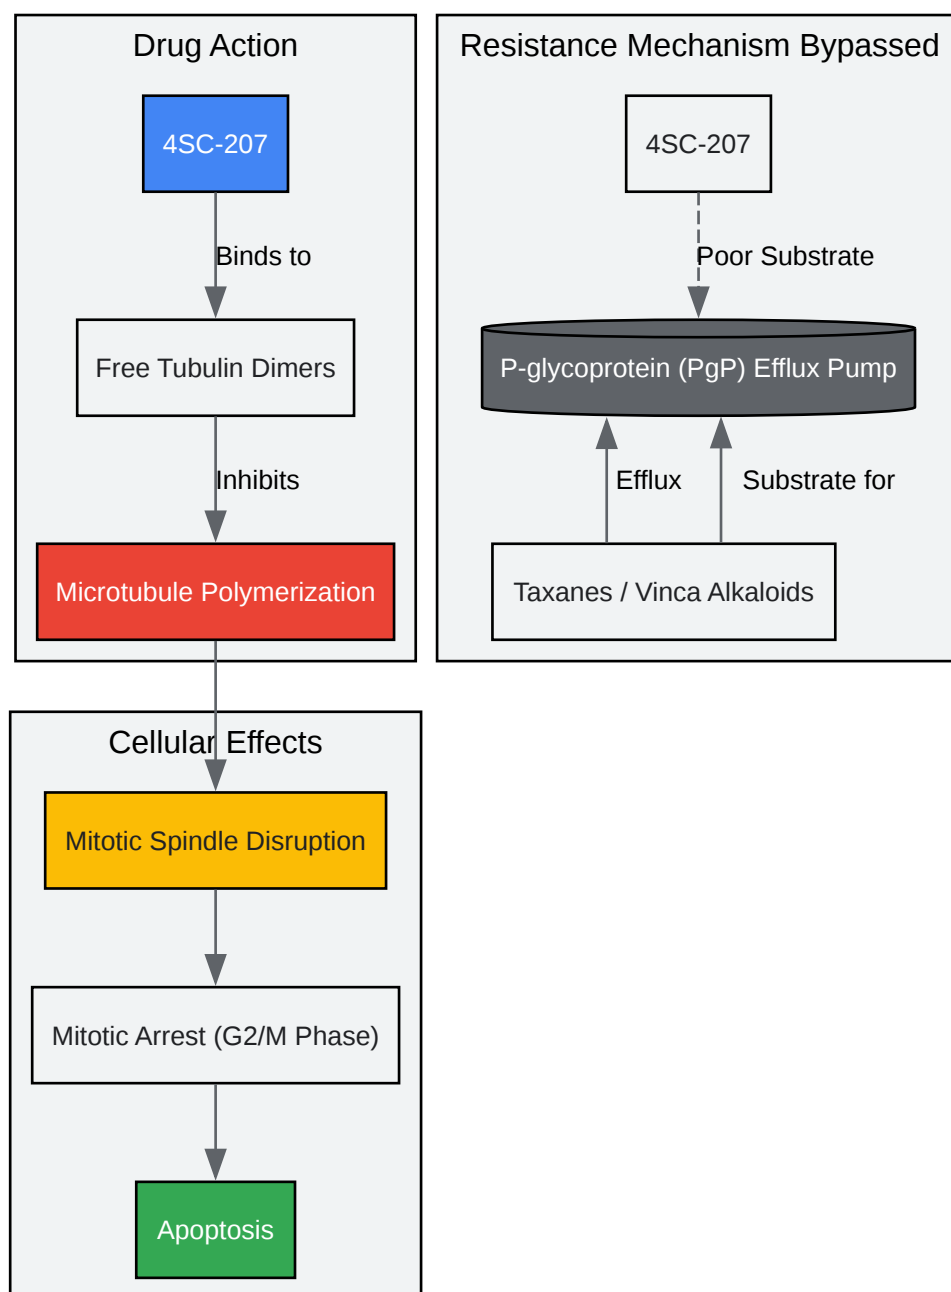 Drug Action
4SC-207
Binds to
Free Tubulin Dimers
Inhibits
Microtubule Polymerization
Cellular Effects
Mitotic Spindle Disruption
Mitotic Arrest (G2/M Phase)
Apoptosis
Resistance Mechanism Bypassed
4SC-207
Poor Substrate
P-glycoprotein (PgP) Efflux Pump
Efflux
Substrate for
Taxanes / Vinca Alkaloids